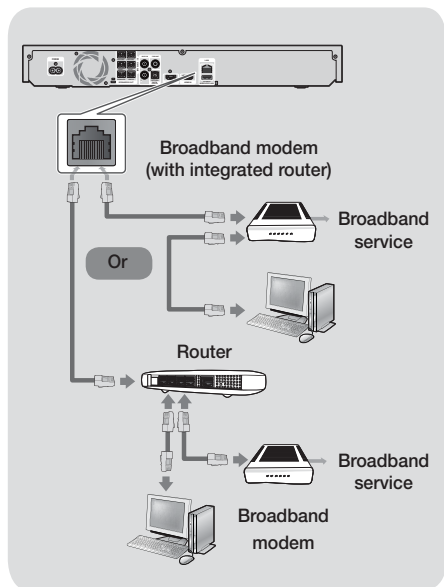 Broadband modem
(with integrated router)
Broadband
service
Or
Router
Broadband
service
Broadband
modem